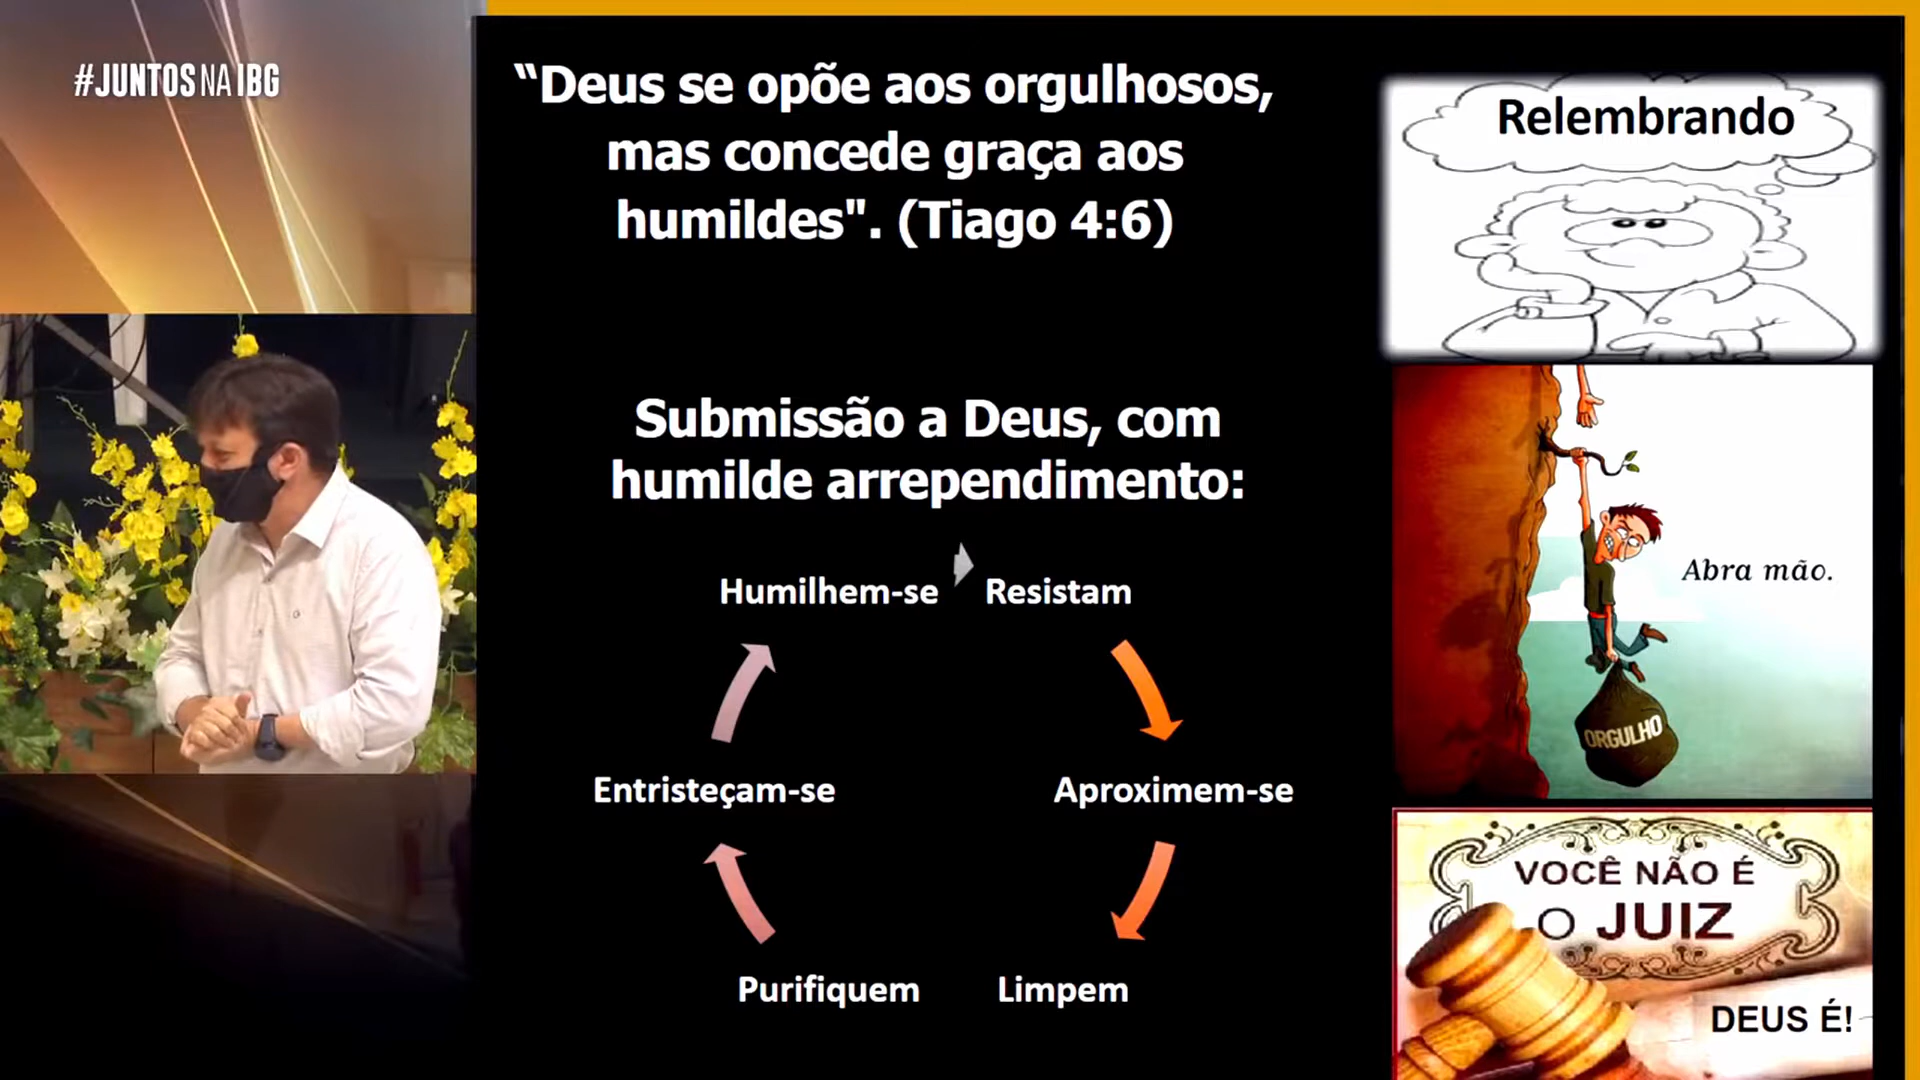 #JUNTOS NA IBG
“Deus se opõe aos orgulhosos,
mas concede graça aos
humildes". (Tiago 4:6)
Submissão a Deus, com
humilde arrependimento:
Humilhem-se
Resistam
Entristeçam-se
Aproximem-se
Purifiquem
Limpem
Relembrando
Abra mão.
ORGULHO
VOCÊ NÃO É
O JUIZ
DEUS É!